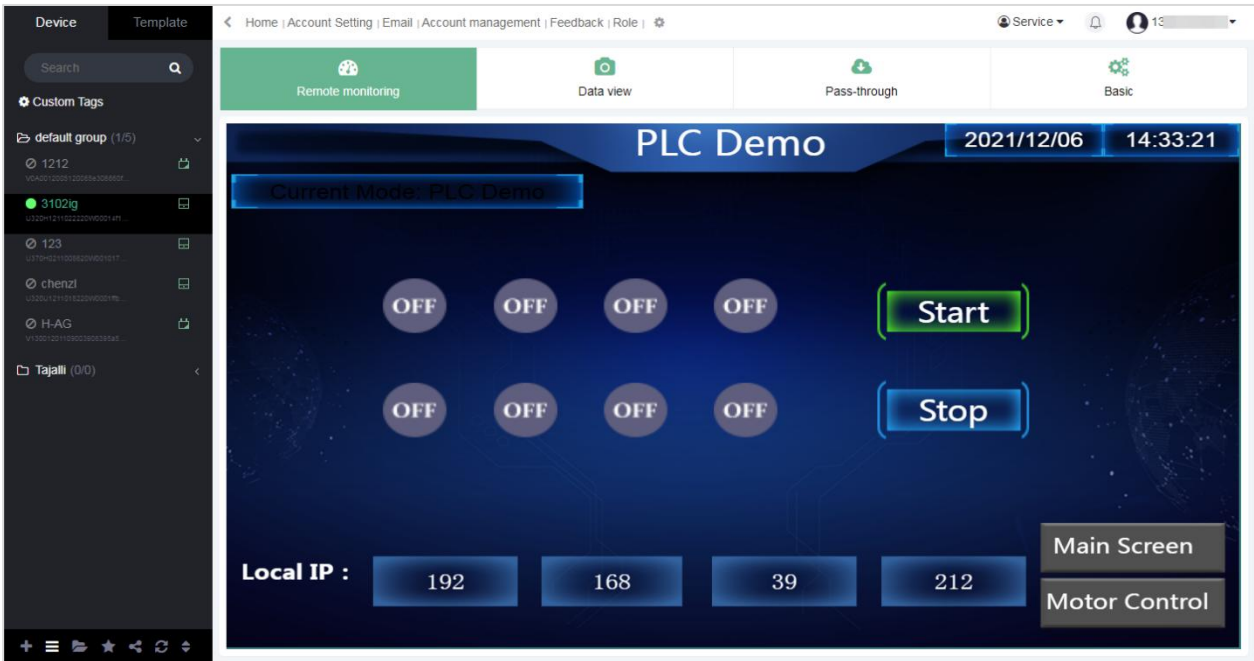 Device Template
Home | Account Setting | Email | Account management | Feedback | Role |
Service
13
Search
Custom Tags
default group (1/5)
1212
3102ig
123
chenzl
H-AG
Tajalli (0/0)
Remote monitoring
Data view
Pass-through
Basic
PLC Demo
2021/12/06 14:33:21
Current Mode: PLC Demo
OFF OFF OFF OFF Start
OFF OFF OFF OFF Stop
Local IP : 192 168 39 212
Main Screen
Motor Control